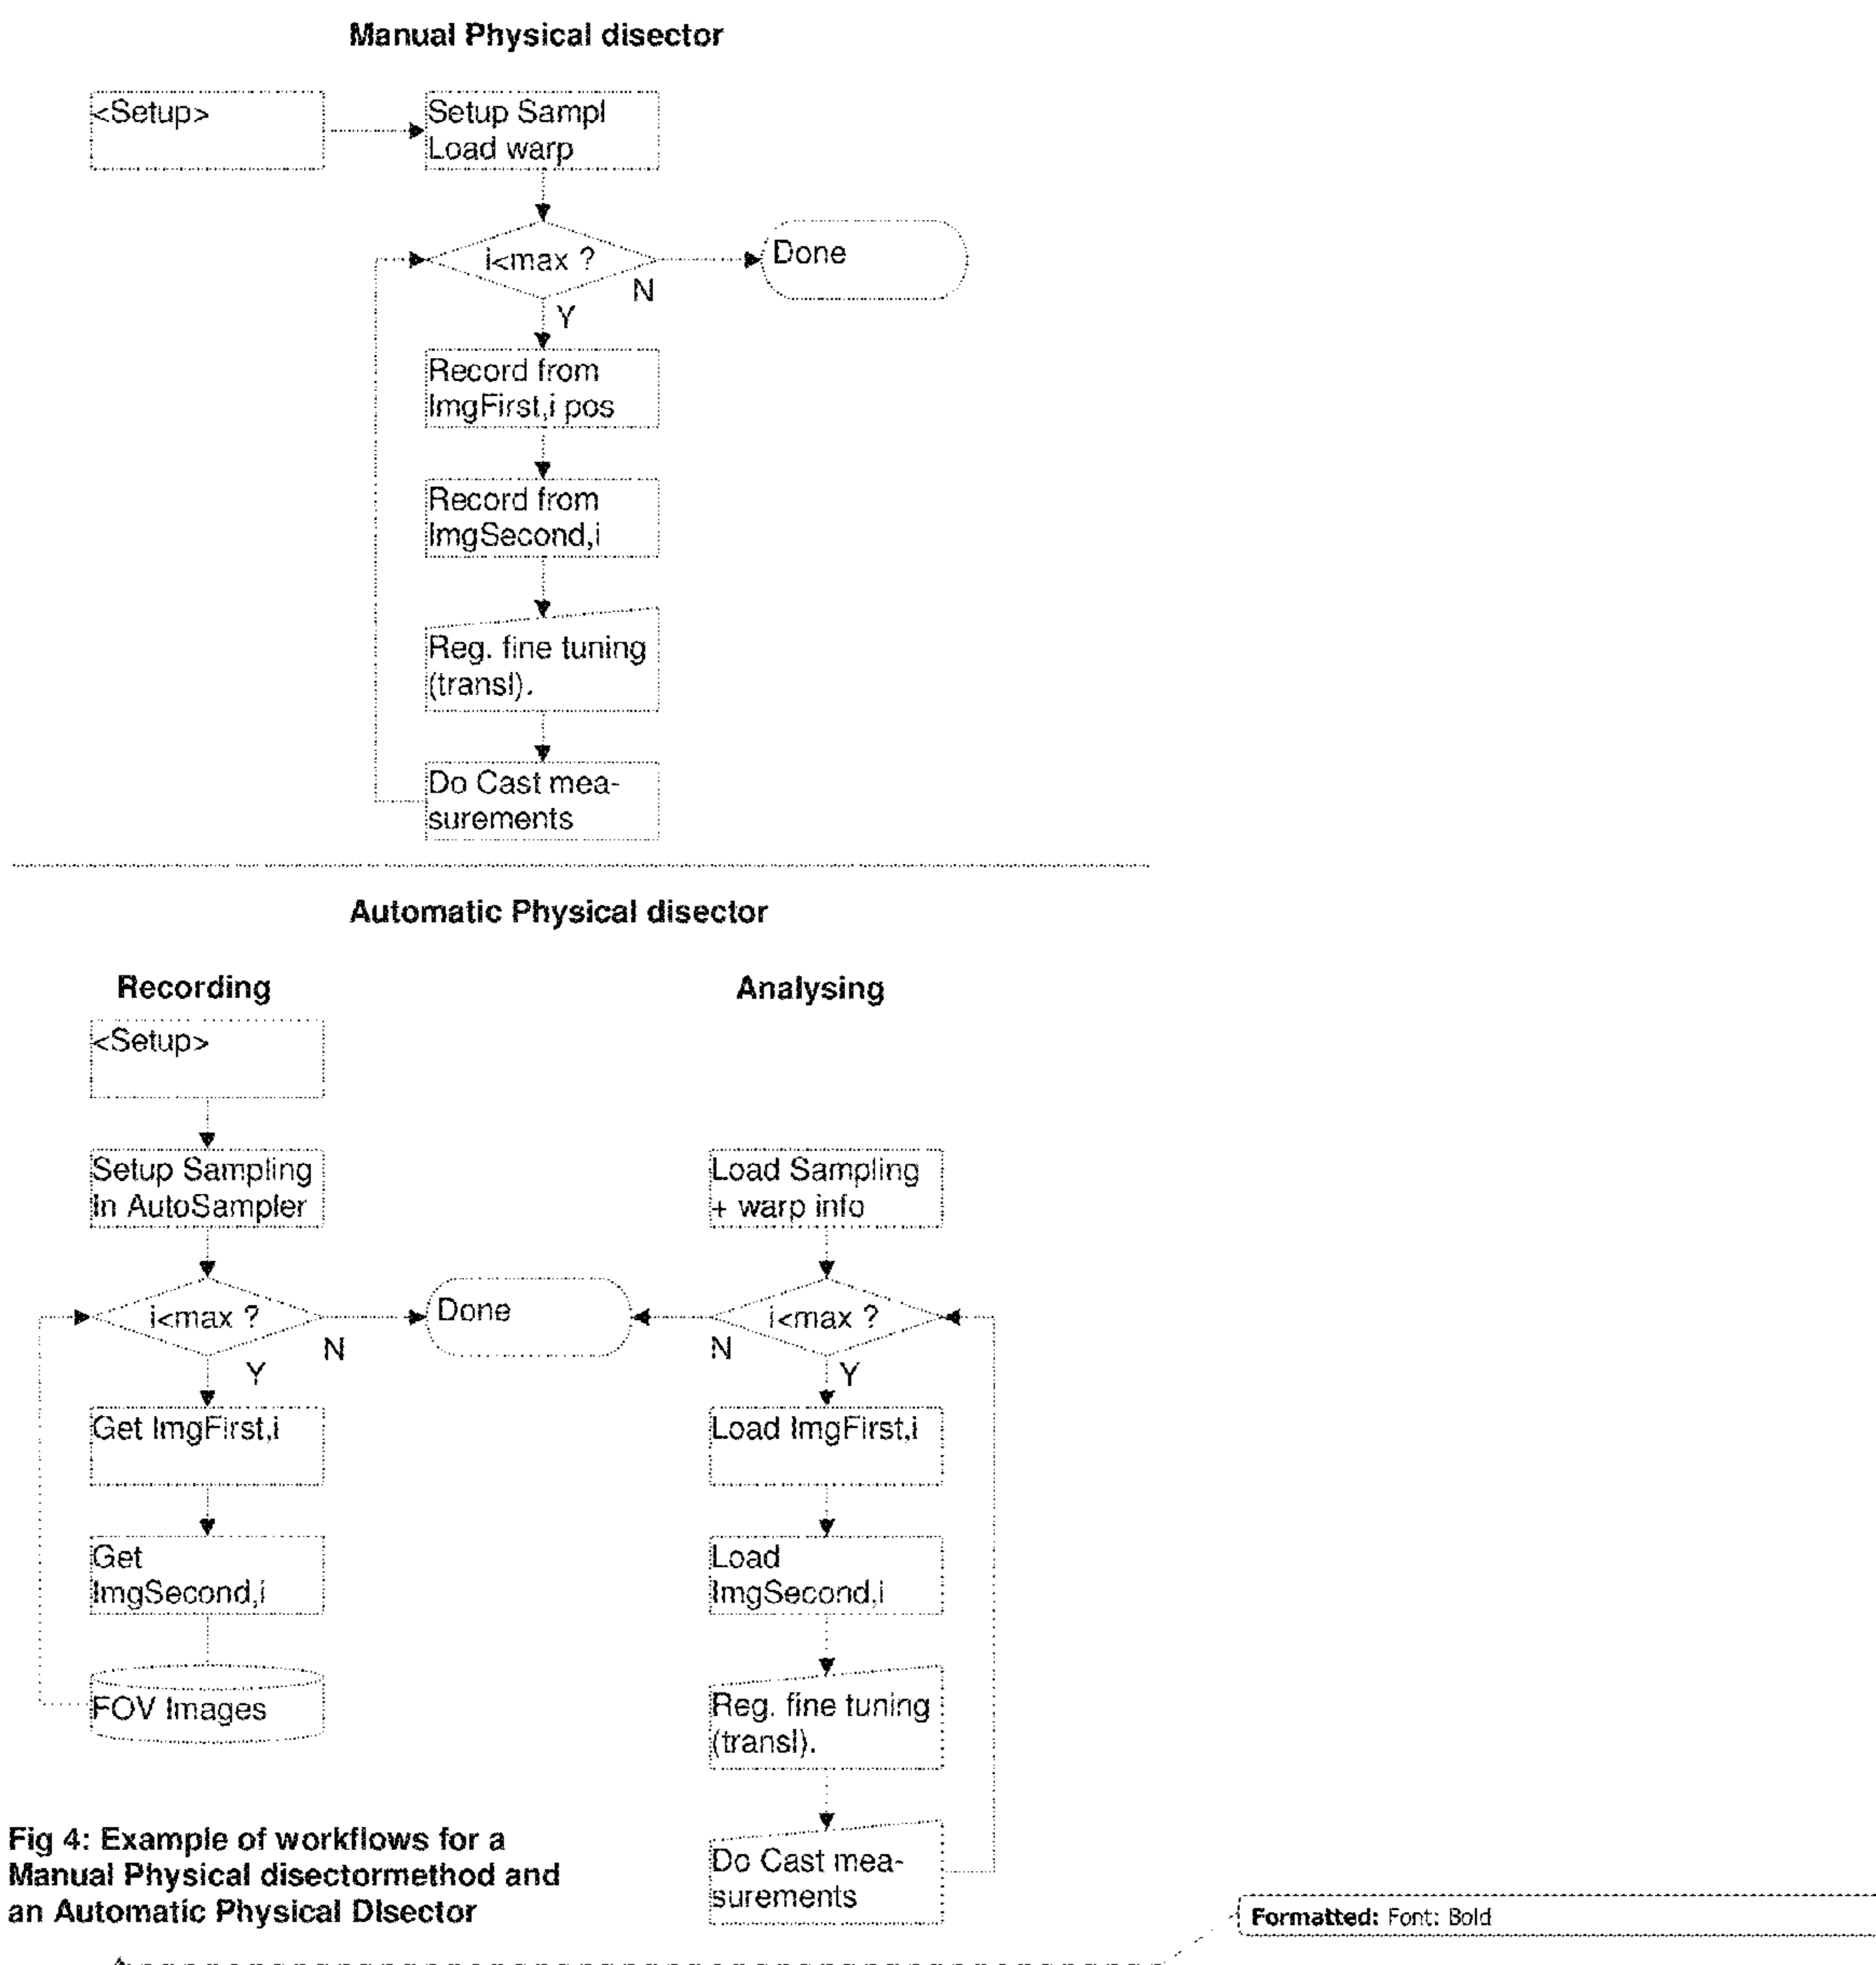 Manual Physical disector
<Setup>
Setup Sampl
Load warp
i<max ?
N
Done
Y
Record from
ImgFirst,i pos
Record from
ImgSecond,i
Reg. fine tuning
(transl).
Do Cast mea-
surements
Automatic Physical disector
Recording
<Setup>
Setup Sampling
In AutoSampler
i<max ?
N
Done
Y
Get ImgFirst,i
Get
ImgSecond,i
FOV Images
Analysing
Load Sampling
+ warp info
i<max ?
N
Y
Load ImgFirst,i
Load
ImgSecond,i
Reg. fine tuning
(transl).
Do Cast mea-
surements
Fig 4: Example of workflows for a
Manual Physical disectormethod and
an Automatic Physical DIsector
Formatted: Font: Bold